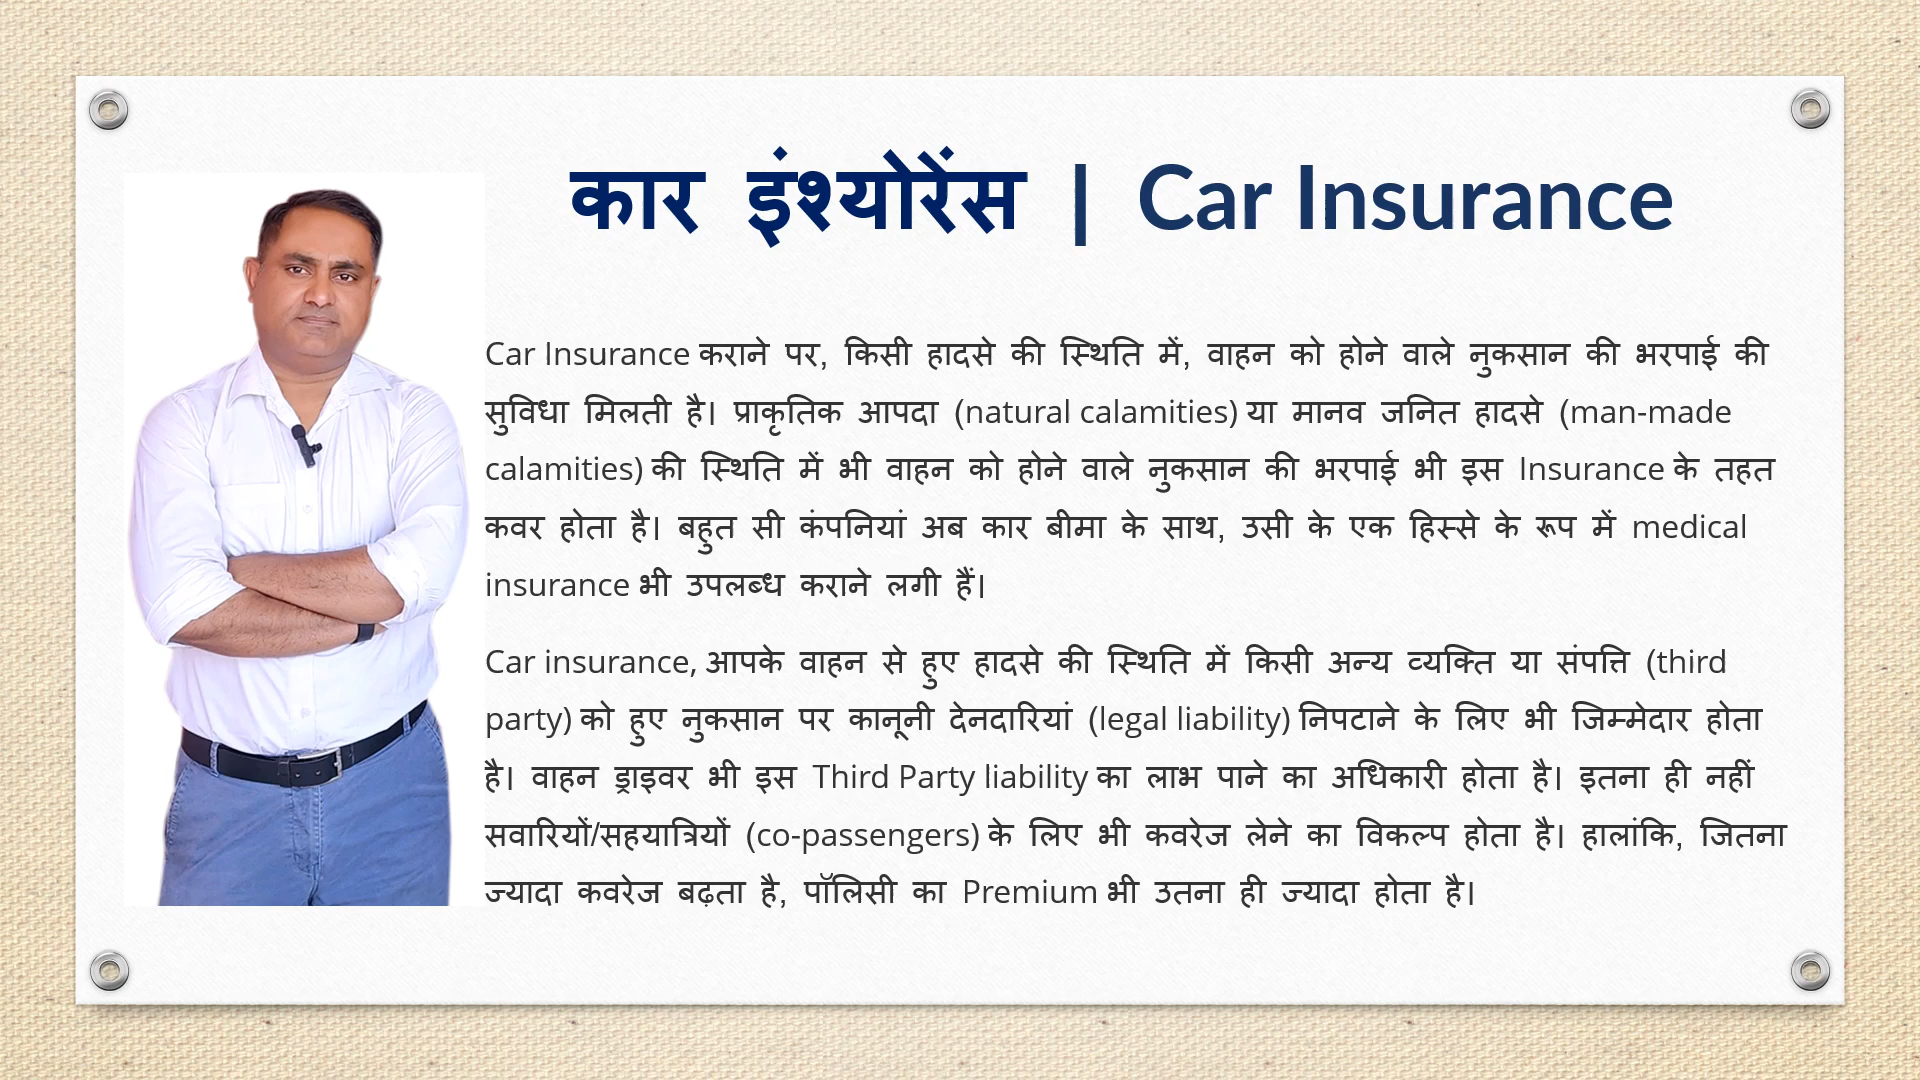 कार इंश्योरेंस | Car Insurance
Car Insurance कराने पर, किसी हादसे की स्थिति में, वाहन को होने वाले नुकसान की भरपाई की
सुविधा मिलती है। प्राकृतिक आपदा (natural calamities) या मानव जनित हादसे (man-made
calamities) की स्थिति में भी वाहन को होने वाले नुकसान की भरपाई भी इस Insurance के तहत
कवर होता है। बहुत सी कंपनियां अब कार बीमा के साथ, उसी के एक हिस्से के रूप में medical
insurance भी उपलब्ध कराने लगी हैं।
Car insurance, आपके वाहन से हुए हादसे की स्थिति में किसी अन्य व्यक्ति या संपत्ति (third
party) को हुए नुकसान पर कानूनी देनदारियां (legal liability) निपटाने के लिए भी जिम्मेदार होता
है। वाहन ड्राइवर भी इस Third Party liability का लाभ पाने का अधिकारी होता है। इतना ही नहीं
सवारियों/सहयात्रियों (co-passengers) के लिए भी कवरेज लेने का विकल्प होता है। हालांकि, जितना
ज्यादा कवरेज बढ़ता है, पॉलिसी का Premium भी उतना ही ज्यादा होता है।